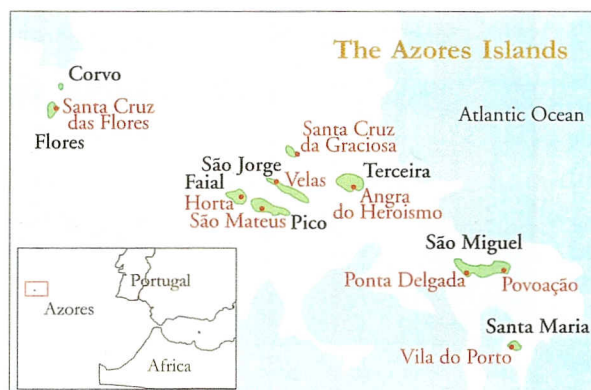 The Azores Islands
Corvo
Santa Cruz
das Flores
Flores
Atlantic Ocean
Santa Cruz
da Graciosa
São Jorge
Velas
Terceira
Faial
Horta
Angra
do Heroismo
São Mateus
Pico
São Miguel
Ponta Delgada
Povoação
Santa Maria
Vila do Porto
Portugal
Azores
Africa